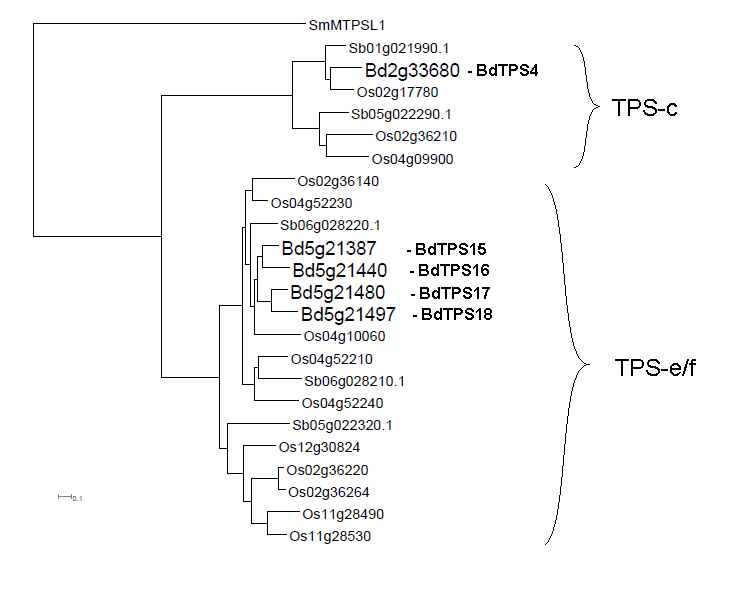 SmMTPSL1
Sb01g021990.1
Bd2g33680 - BdTPS4
Os02g17780
TPS-c
Sb05g022290.1
Os02g36210
Os04g09900
Os02g36140
Os04g52230
Sb06g028220.1
Bd5g21387 - BdTPS15
Bd5g21440 - BdTPS16
Bd5g21480 - BdTPS17
Bd5g21497 - BdTPS18
Os04g10060
Os04g52210
TPS-e/f
Sb06g028210.1
Os04g52240
Sb05g022320.1
Os12g30824
Os02g36220
Os02g36264
0.1
Os11g28490
Os11g28530